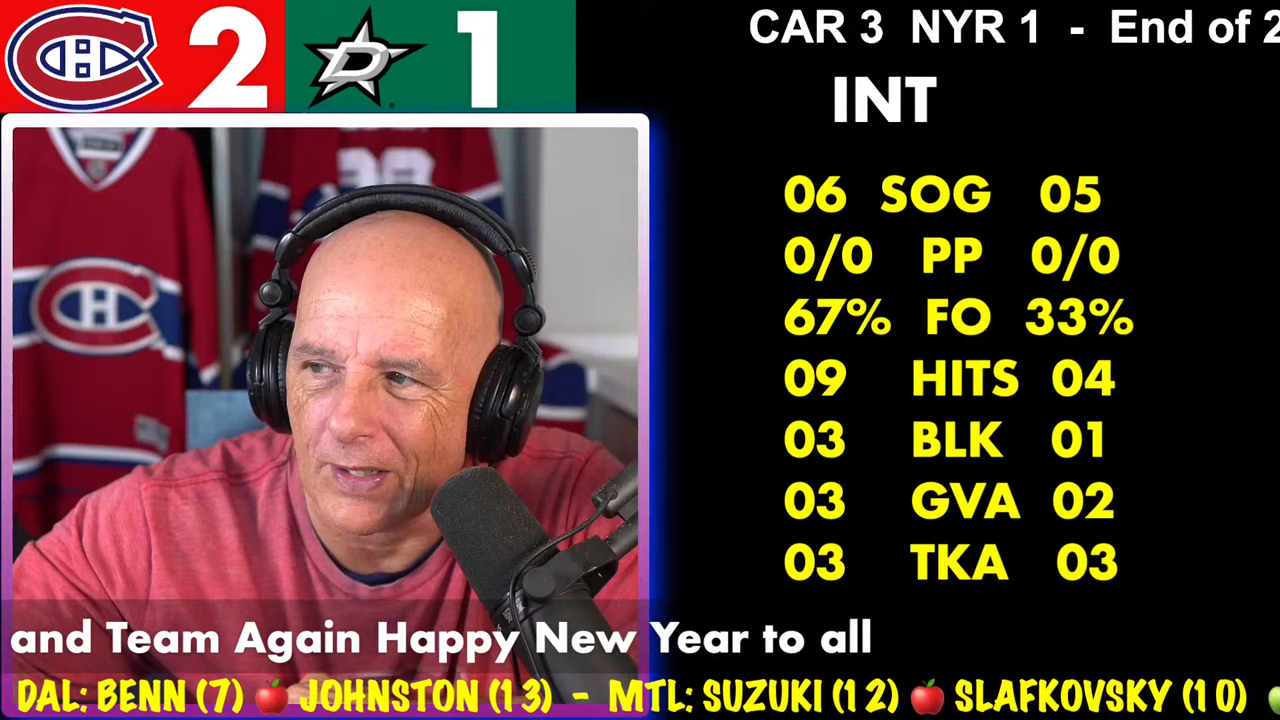 2 1
CAR 3 NYR 1 - End of 2
INT
06 SOG 05
0/0 PP 0/0
67% FO 33%
09 HITS 04
03 BLK 01
03 GVA 02
03 TKA 03
and Team Again Happy New Year to all
DAL: BENN (7) 🍎 JOHNSTON (13) - MTL: SUZUKI (12) 🍎 SLAFKOVSKY (10) 🍏